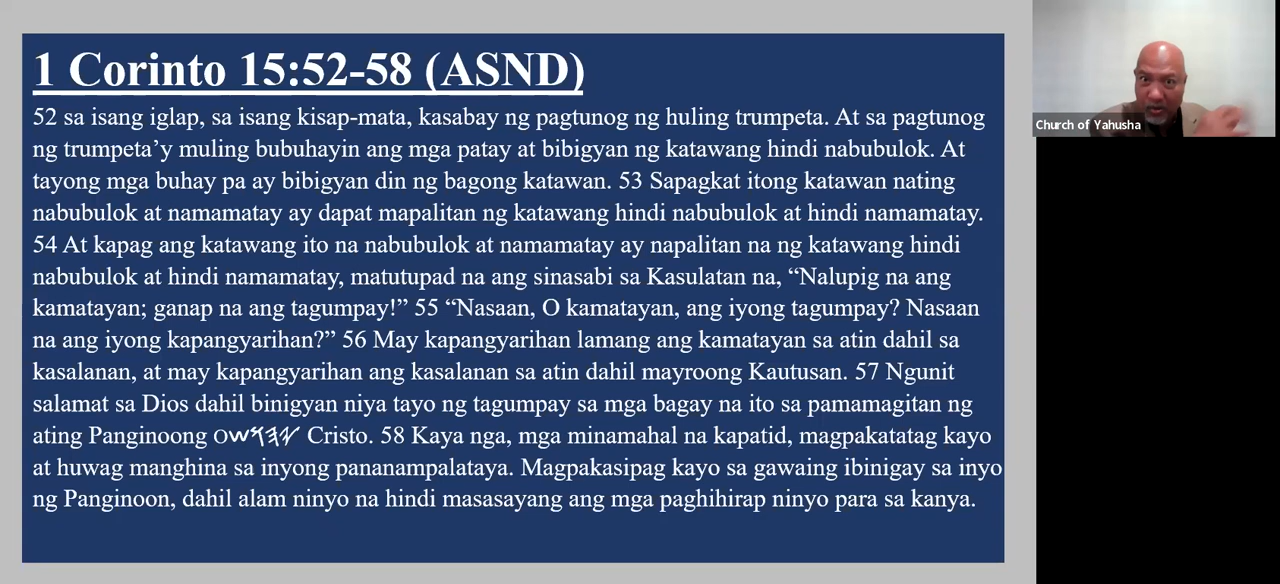 1 Corinto 15:52-58 (ASND)
52 sa isang iglap, sa isang kisap-mata, kasabay ng pagtunog ng huling trumpeta. At sa pagtunog
ng trumpeta’y muling bubuhayin ang mga patay at bibigyan ng katawang hindi nabubulok. At
tayong mga buhay pa ay bibigyan din ng bagong katawan. 53 Sapagkat itong katawan nating
nabubulok at namamatay ay dapat mapalitan ng katawang hindi nabubulok at hindi namamatay.
54 At kapag ang katawang ito na nabubulok at namamatay ay napalitan na ng katawang hindi
nabubulok at hindi namamatay, matutupad na ang sinasabi sa Kasulatan na, “Nalupig na ang
kamatayan; ganap na ang tagumpay!” 55 “Nasaan, O kamatayan, ang iyong tagumpay? Nasaan
na ang iyong kapangyarihan?” 56 May kapangyarihan lamang ang kamatayan sa atin dahil sa
kasalanan, at may kapangyarihan ang kasalanan sa atin dahil mayroong Kautusan. 57 Ngunit
salamat sa Dios dahil binigyan niya tayo ng tagumpay sa mga bagay na ito sa pamamagitan ng
ating Panginoong 𐤉𐤄𐤅𐤔𐤏 Cristo. 58 Kaya nga, mga minamahal na kapatid, magpakatatag kayo
at huwag manghina sa inyong pananampalataya. Magpakasipag kayo sa gawaing ibinigay sa inyo
ng Panginoon, dahil alam ninyo na hindi masasayang ang mga paghihirap ninyo para sa kanya.
Church of Yahusha